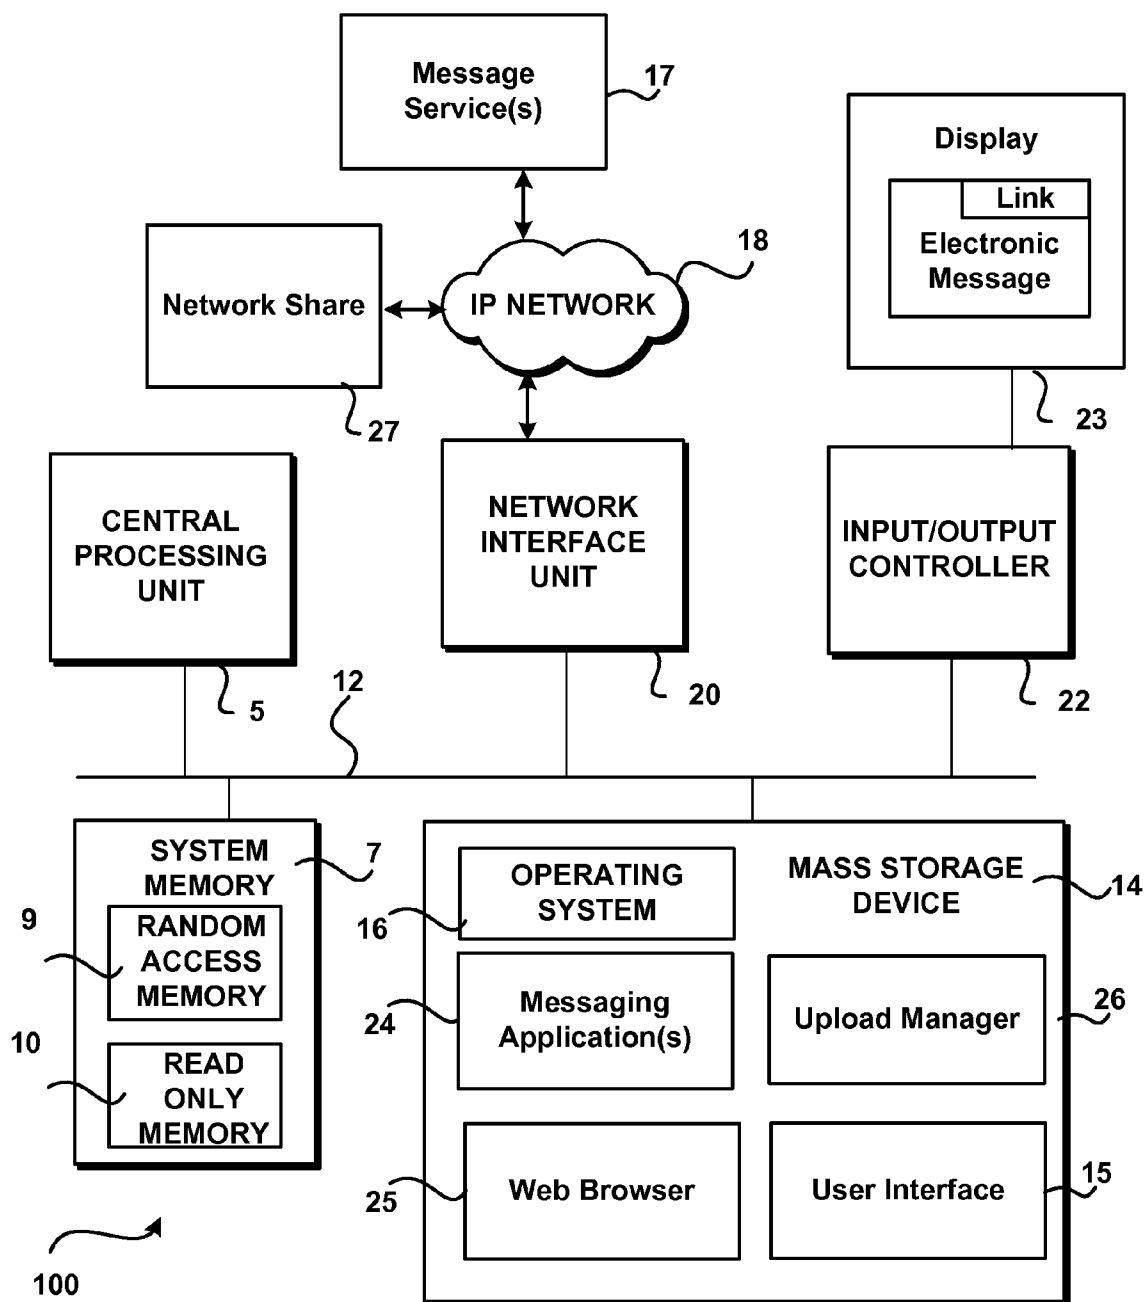 Message
Service(s)
17
Display
Link
Electronic
Message
18
Network Share
IP NETWORK
27
23
CENTRAL
PROCESSING
UNIT
NETWORK
INTERFACE
UNIT
INPUT/OUTPUT
CONTROLLER
5
12
20
22
SYSTEM
MEMORY
7
9
RANDOM
ACCESS
MEMORY
10
READ
ONLY
MEMORY
OPERATING
SYSTEM
16
MASS STORAGE
DEVICE
14
Messaging
Application(s)
24
Upload Manager
26
Web Browser
25
User Interface
15
100